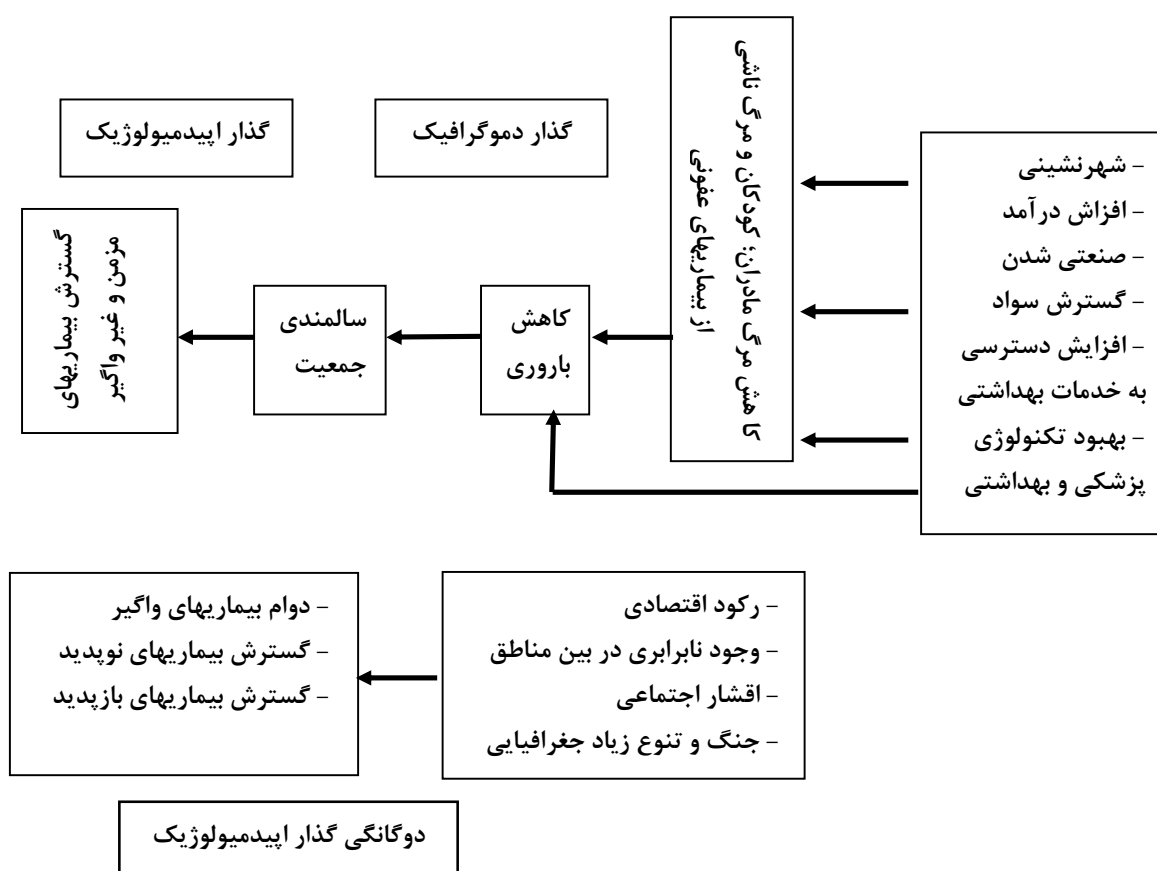 گذار دموگرافیک
گذار اپیدمیولوژیک
– شهرنشینی
– افزاش درآمد
– صنعتی شدن
– گسترش سواد
– افزایش دسترسی
به خدمات بهداشتی
– بهبود تکنولوژی
پزشکی و بهداشتی
کا هش مرگ مادران؛ کودکان و مرگ ناشی
از بیماریهای عفونی
کاهش
باروری
سالمندی
جمعیت
گسترش بیماریهای
مزمن و غیر واگیر
– رکود اقتصادی
– وجود نابرابری در بین مناطق
– اقشار اجتماعی
– جنگ و تنوع زیاد جغرافیایی
– دوام بیماریهای واگیر
– گسترش بیماریهای نوپدید
– گسترش بیماریهای بازپدید
دوگانگی گذار اپیدمیولوژیک